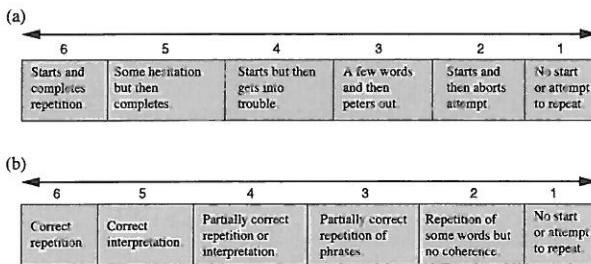 (a)
6 5 4 3 2 1
Starts and Some hesitation Starts but then A few words Starts and No start
completes but then gets into and then then aborts or attempt
repetition. completes. trouble. peters out. attempt. to repeat.
(b)
6 5 4 3 2 1
Correct Correct Partially correct Partially correct Repetition of No start
repetition. interpretation. repetition or repetition of some words but or attempt
interpretation. phrases. no coherence. to repeat.